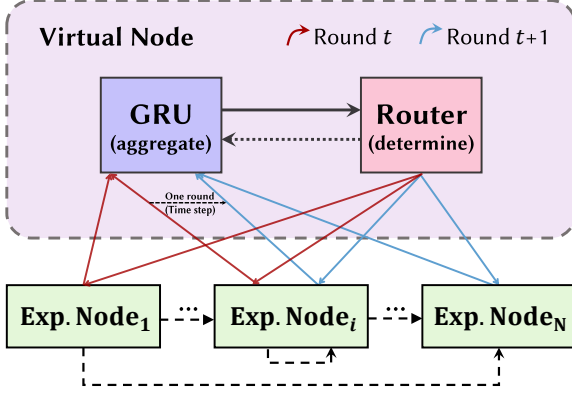 Virtual Node
Round t
Round t+1
GRU
(aggregate)
Router
(determine)
One round
(Time step)
Exp. Node1
...
Exp. Nodei
...
Exp. NodeN